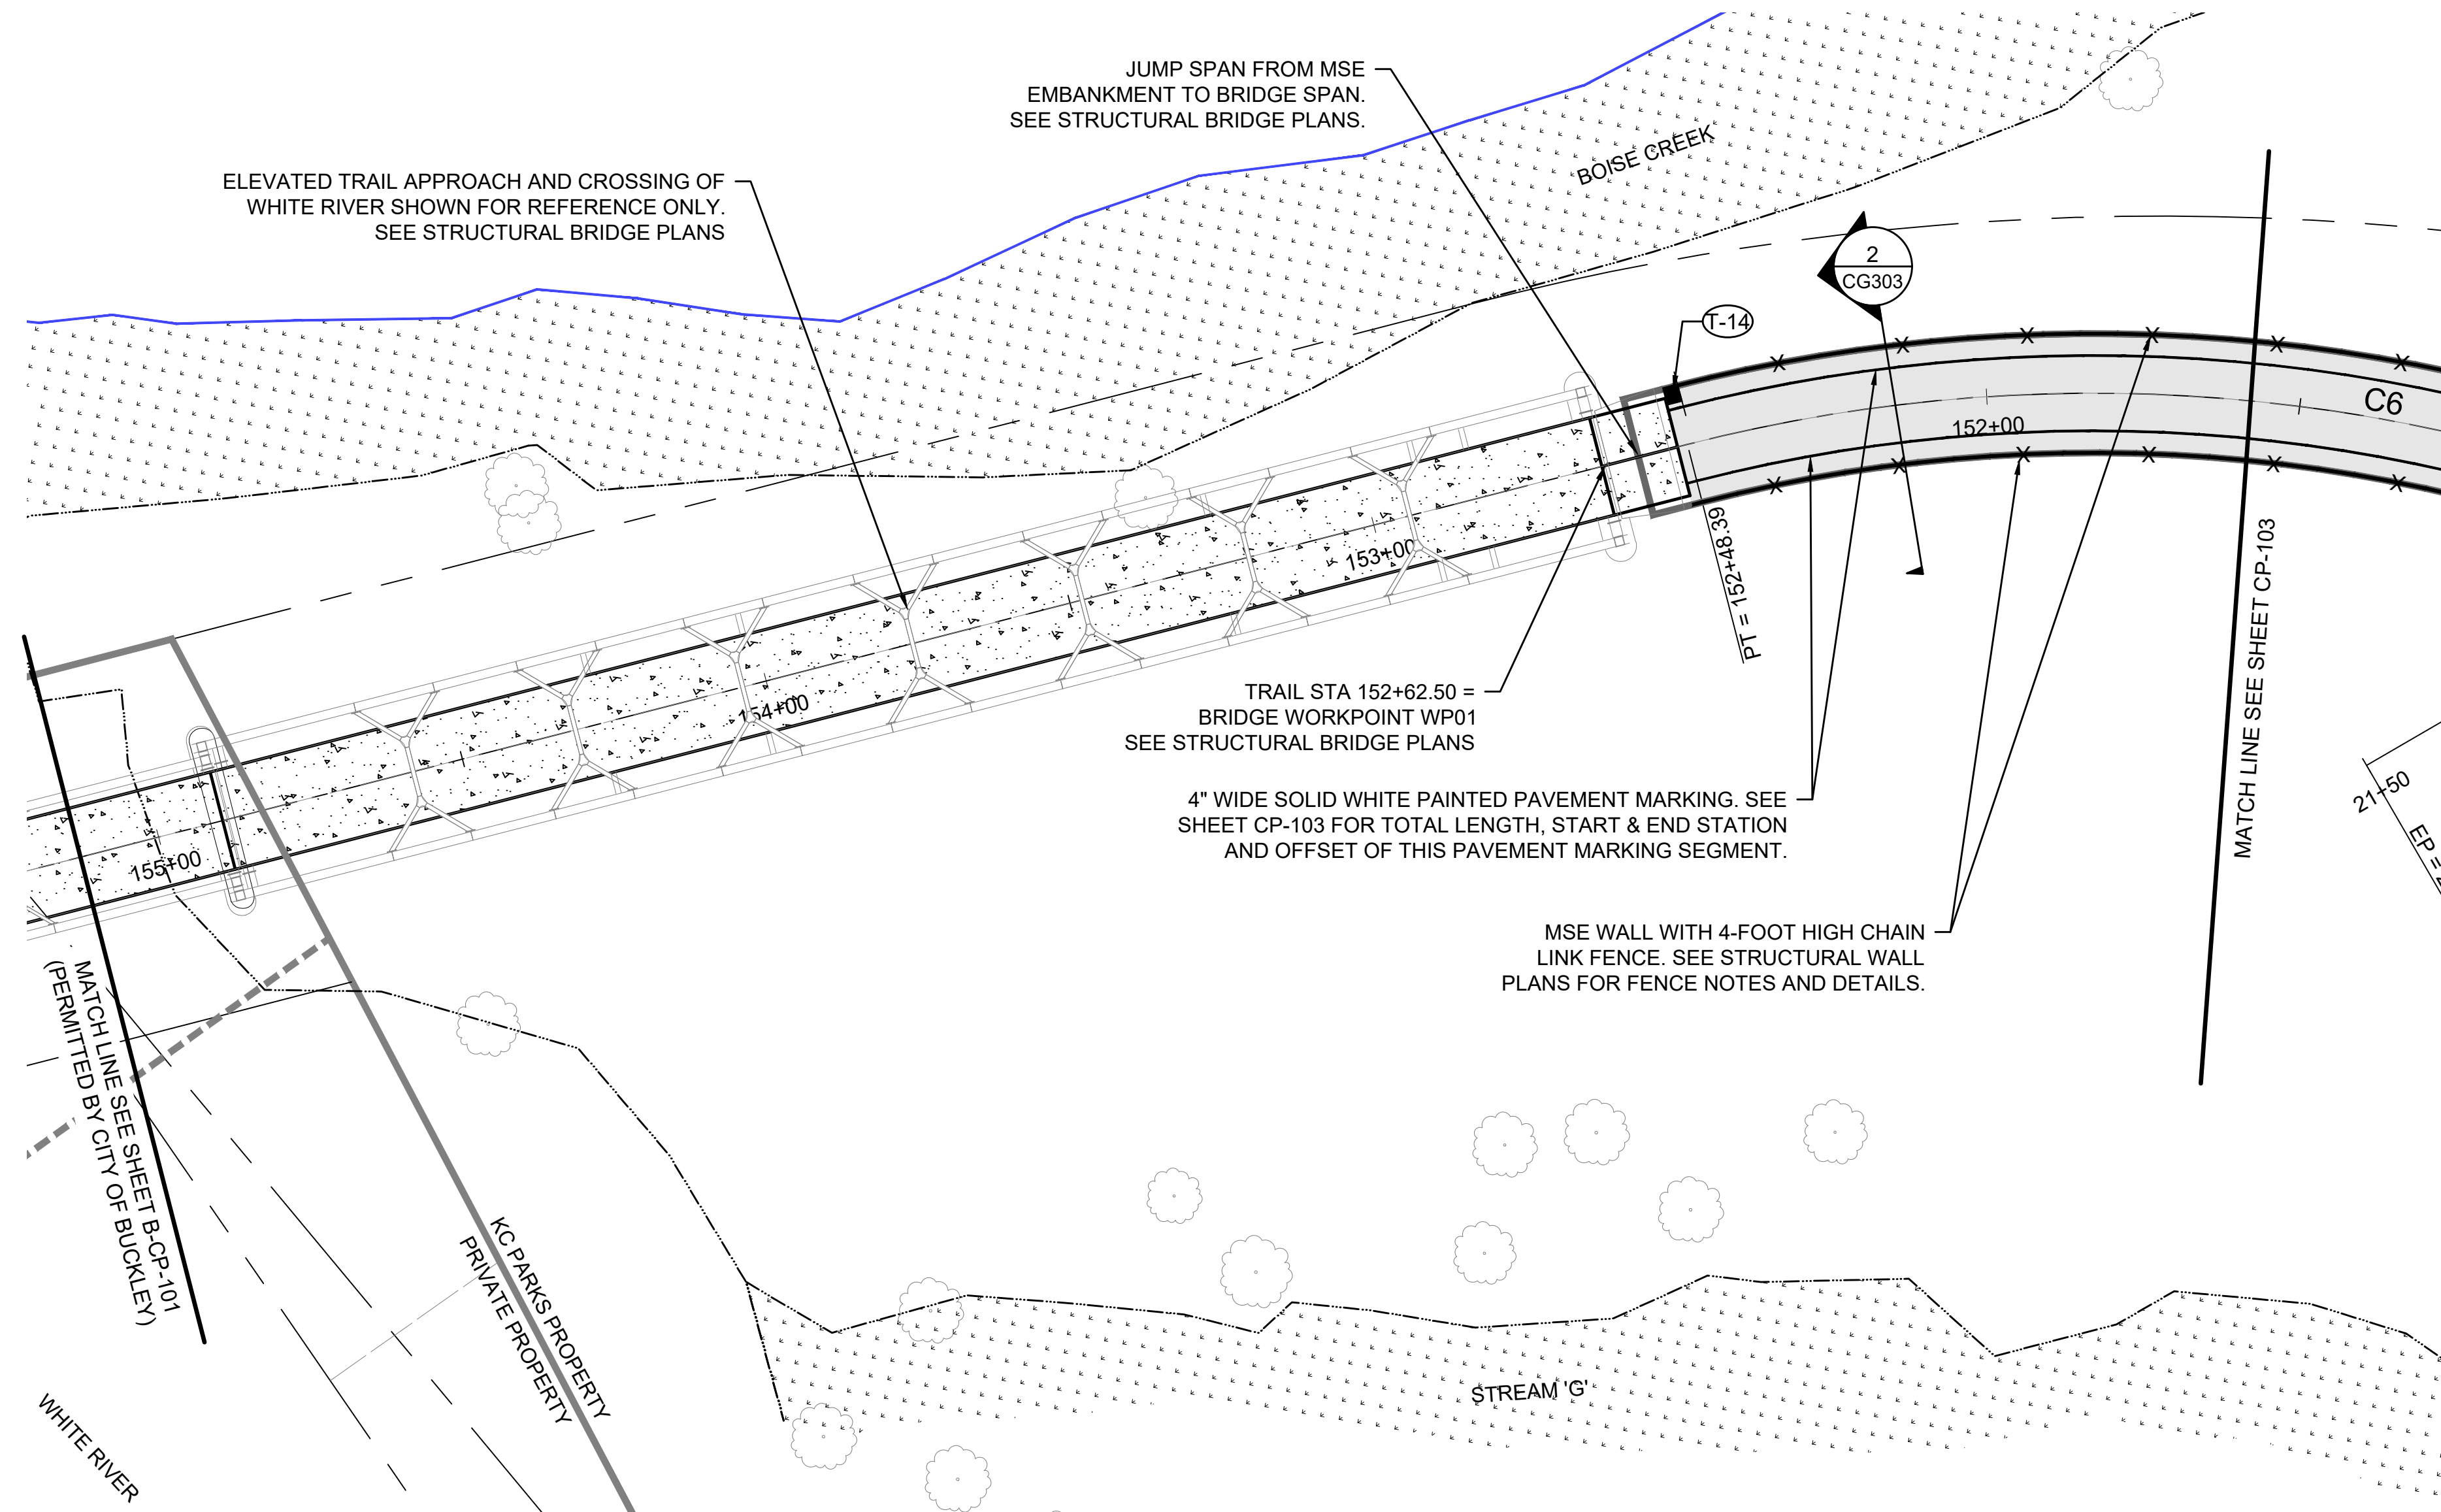 JUMP SPAN FROM MSE
EMBANKMENT TO BRIDGE SPAN.
SEE STRUCTURAL BRIDGE PLANS.
BOISE CREEK
ELEVATED TRAIL APPROACH AND CROSSING OF
WHITE RIVER SHOWN FOR REFERENCE ONLY.
SEE STRUCTURAL BRIDGE PLANS
2
CG303
T-14
C6
152+00
153+00
154+00
155+00
PT = 152+48.39
MATCH LINE SEE SHEET CP-103
TRAIL STA 152+62.50 =
BRIDGE WORKPOINT WP01
SEE STRUCTURAL BRIDGE PLANS
4" WIDE SOLID WHITE PAINTED PAVEMENT MARKING. SEE
SHEET CP-103 FOR TOTAL LENGTH, START & END STATION
AND OFFSET OF THIS PAVEMENT MARKING SEGMENT.
21+50
EP =
MSE WALL WITH 4-FOOT HIGH CHAIN
LINK FENCE. SEE STRUCTURAL WALL
PLANS FOR FENCE NOTES AND DETAILS.
MATCH LINE SEE SHEET B-CP-101
(PERMITTED BY CITY OF BUCKLEY)
KC PARKS PROPERTY
PRIVATE PROPERTY
STREAM 'G'
WHITE RIVER